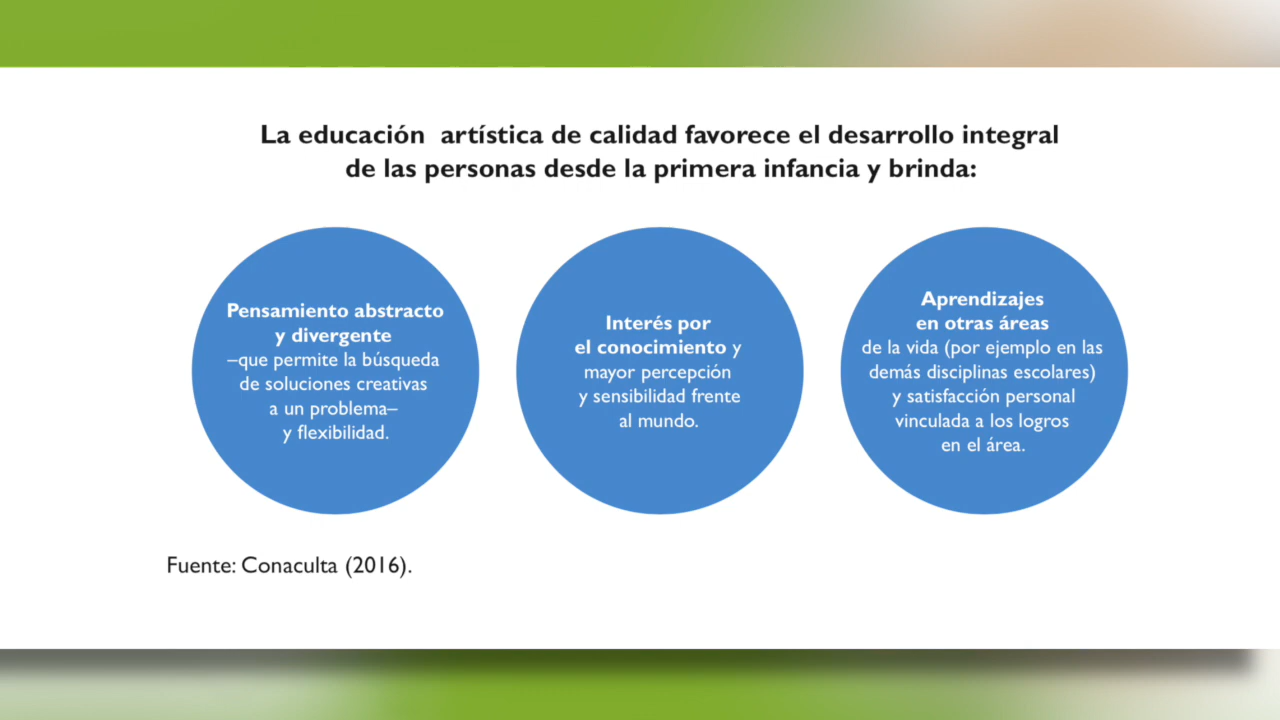 La educación artística de calidad favorece el desarrollo integral
de las personas desde la primera infancia y brinda:
Pensamiento abstracto
y divergente
–que permite la búsqueda
de soluciones creativas
a un problema–
y flexibilidad.
Interés por
el conocimiento y
mayor percepción
y sensibilidad frente
al mundo.
Aprendizajes
en otras áreas
de la vida (por ejemplo en las
demás disciplinas escolares)
y satisfacción personal
vinculada a los logros
en el área.
Fuente: Conaculta (2016).